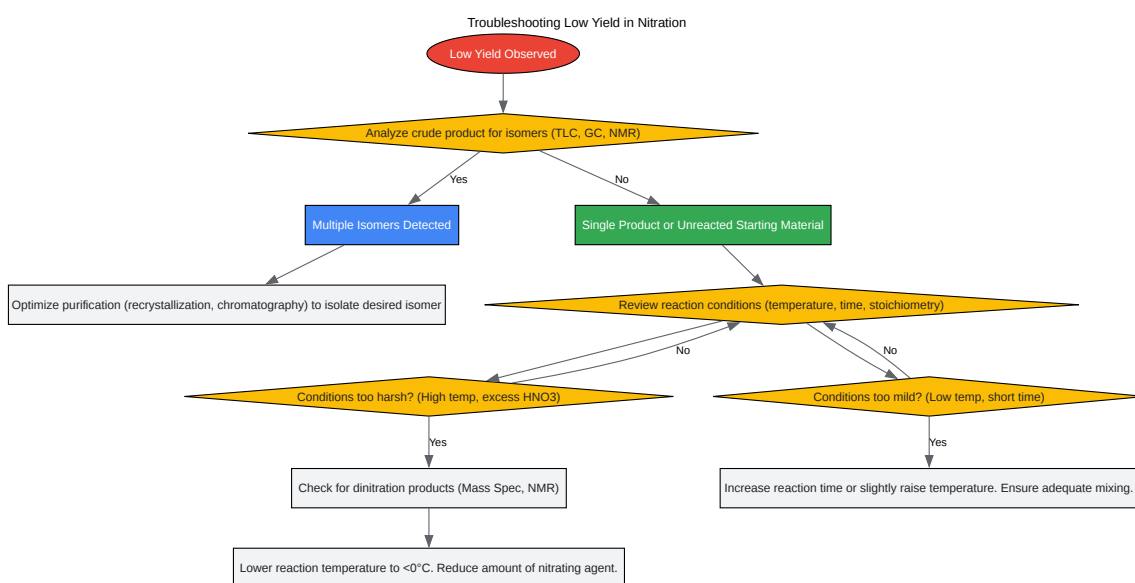 Troubleshooting Low Yield in Nitration
Low Yield Observed
Analyze crude product for isomers (TLC, GC, NMR)
Yes
No
Multiple Isomers Detected
Single Product or Unreacted Starting Material
Optimize purification (recrystallization, chromatography) to isolate desired isomer
Review reaction conditions (temperature, time, stoichiometry)
No
No
Conditions too harsh? (High temp, excess HNO3)
Conditions too mild? (Low temp, short time)
Yes
Yes
Check for dinitration products (Mass Spec, NMR)
Increase reaction time or slightly raise temperature. Ensure adequate mixing.
Lower reaction temperature to <0°C. Reduce amount of nitrating agent.